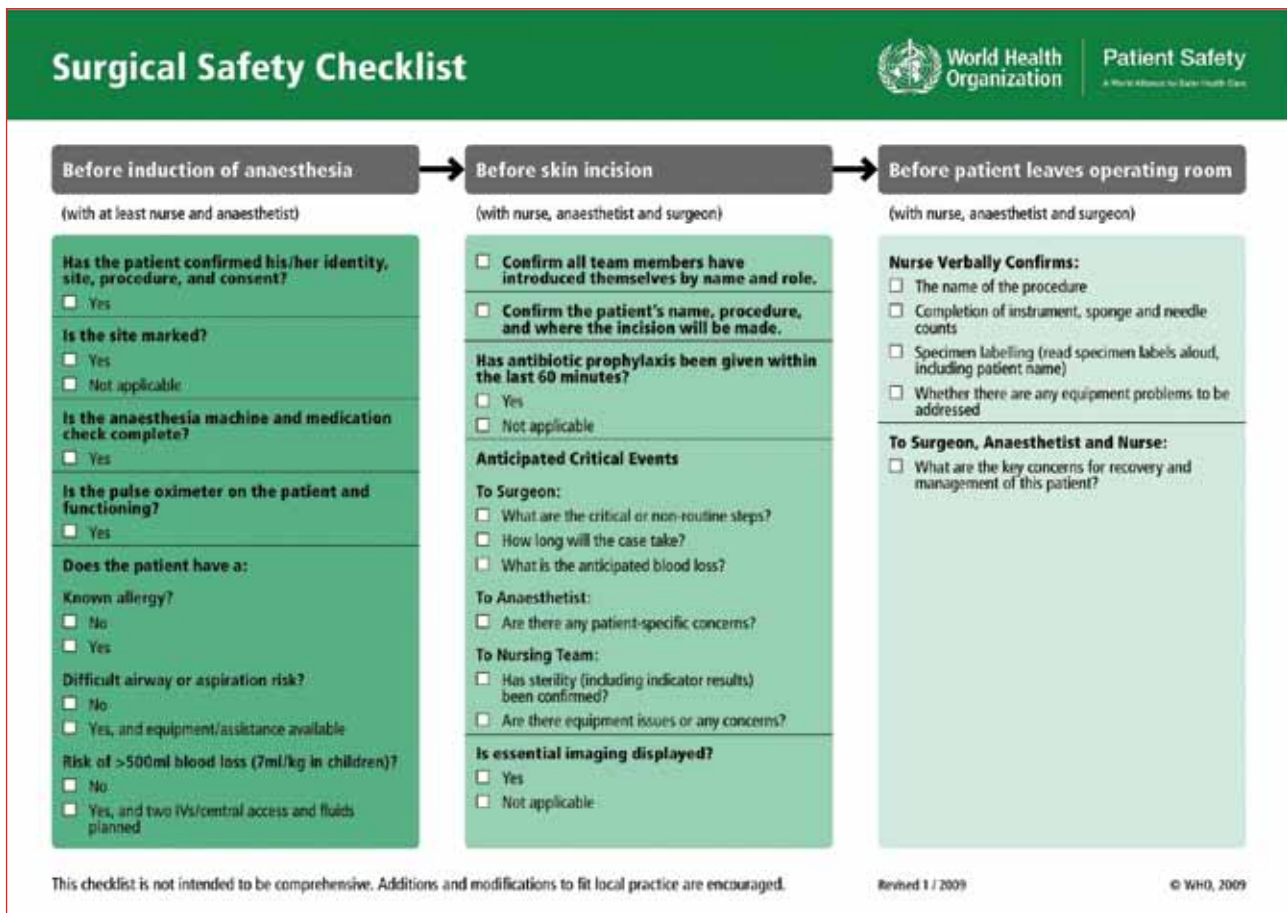 Surgical Safety Checklist
World Health
Organization
Patient Safety
A World Alliance for Safer Health Care
Before induction of anaesthesia
(with at least nurse and anaesthetist)
Has the patient confirmed his/her identity,
site, procedure, and consent?
Yes
Is the site marked?
Yes
Not applicable
Is the anaesthesia machine and medication
check complete?
Yes
Is the pulse oximeter on the patient and
functioning?
Yes
Does the patient have a:
Known allergy?
No
Yes
Difficult airway or aspiration risk?
No
Yes, and equipment/assistance available
Risk of >500ml blood loss (7ml/kg in children)?
No
Yes, and two IVs/central access and fluids
planned
Before skin incision
(with nurse, anaesthetist and surgeon)
Confirm all team members have
introduced themselves by name and role.
Confirm the patient's name, procedure,
and where the incision will be made.
Has antibiotic prophylaxis been given within
the last 60 minutes?
Yes
Not applicable
Anticipated Critical Events
To Surgeon:
What are the critical or non-routine steps?
How long will the case take?
What is the anticipated blood loss?
To Anaesthetist:
Are there any patient-specific concerns?
To Nursing Team:
Has sterility (including indicator results)
been confirmed?
Are there equipment issues or any concerns?
Is essential imaging displayed?
Yes
Not applicable
Before patient leaves operating room
(with nurse, anaesthetist and surgeon)
Nurse Verbally Confirms:
The name of the procedure
Completion of instrument, sponge and needle
counts
Specimen labelling (read specimen labels aloud,
including patient name)
Whether there are any equipment problems to be
addressed
To Surgeon, Anaesthetist and Nurse:
What are the key concerns for recovery and
management of this patient?
This checklist is not intended to be comprehensive. Additions and modifications to fit local practice are encouraged.
Revised 1 / 2009
© WHO, 2009